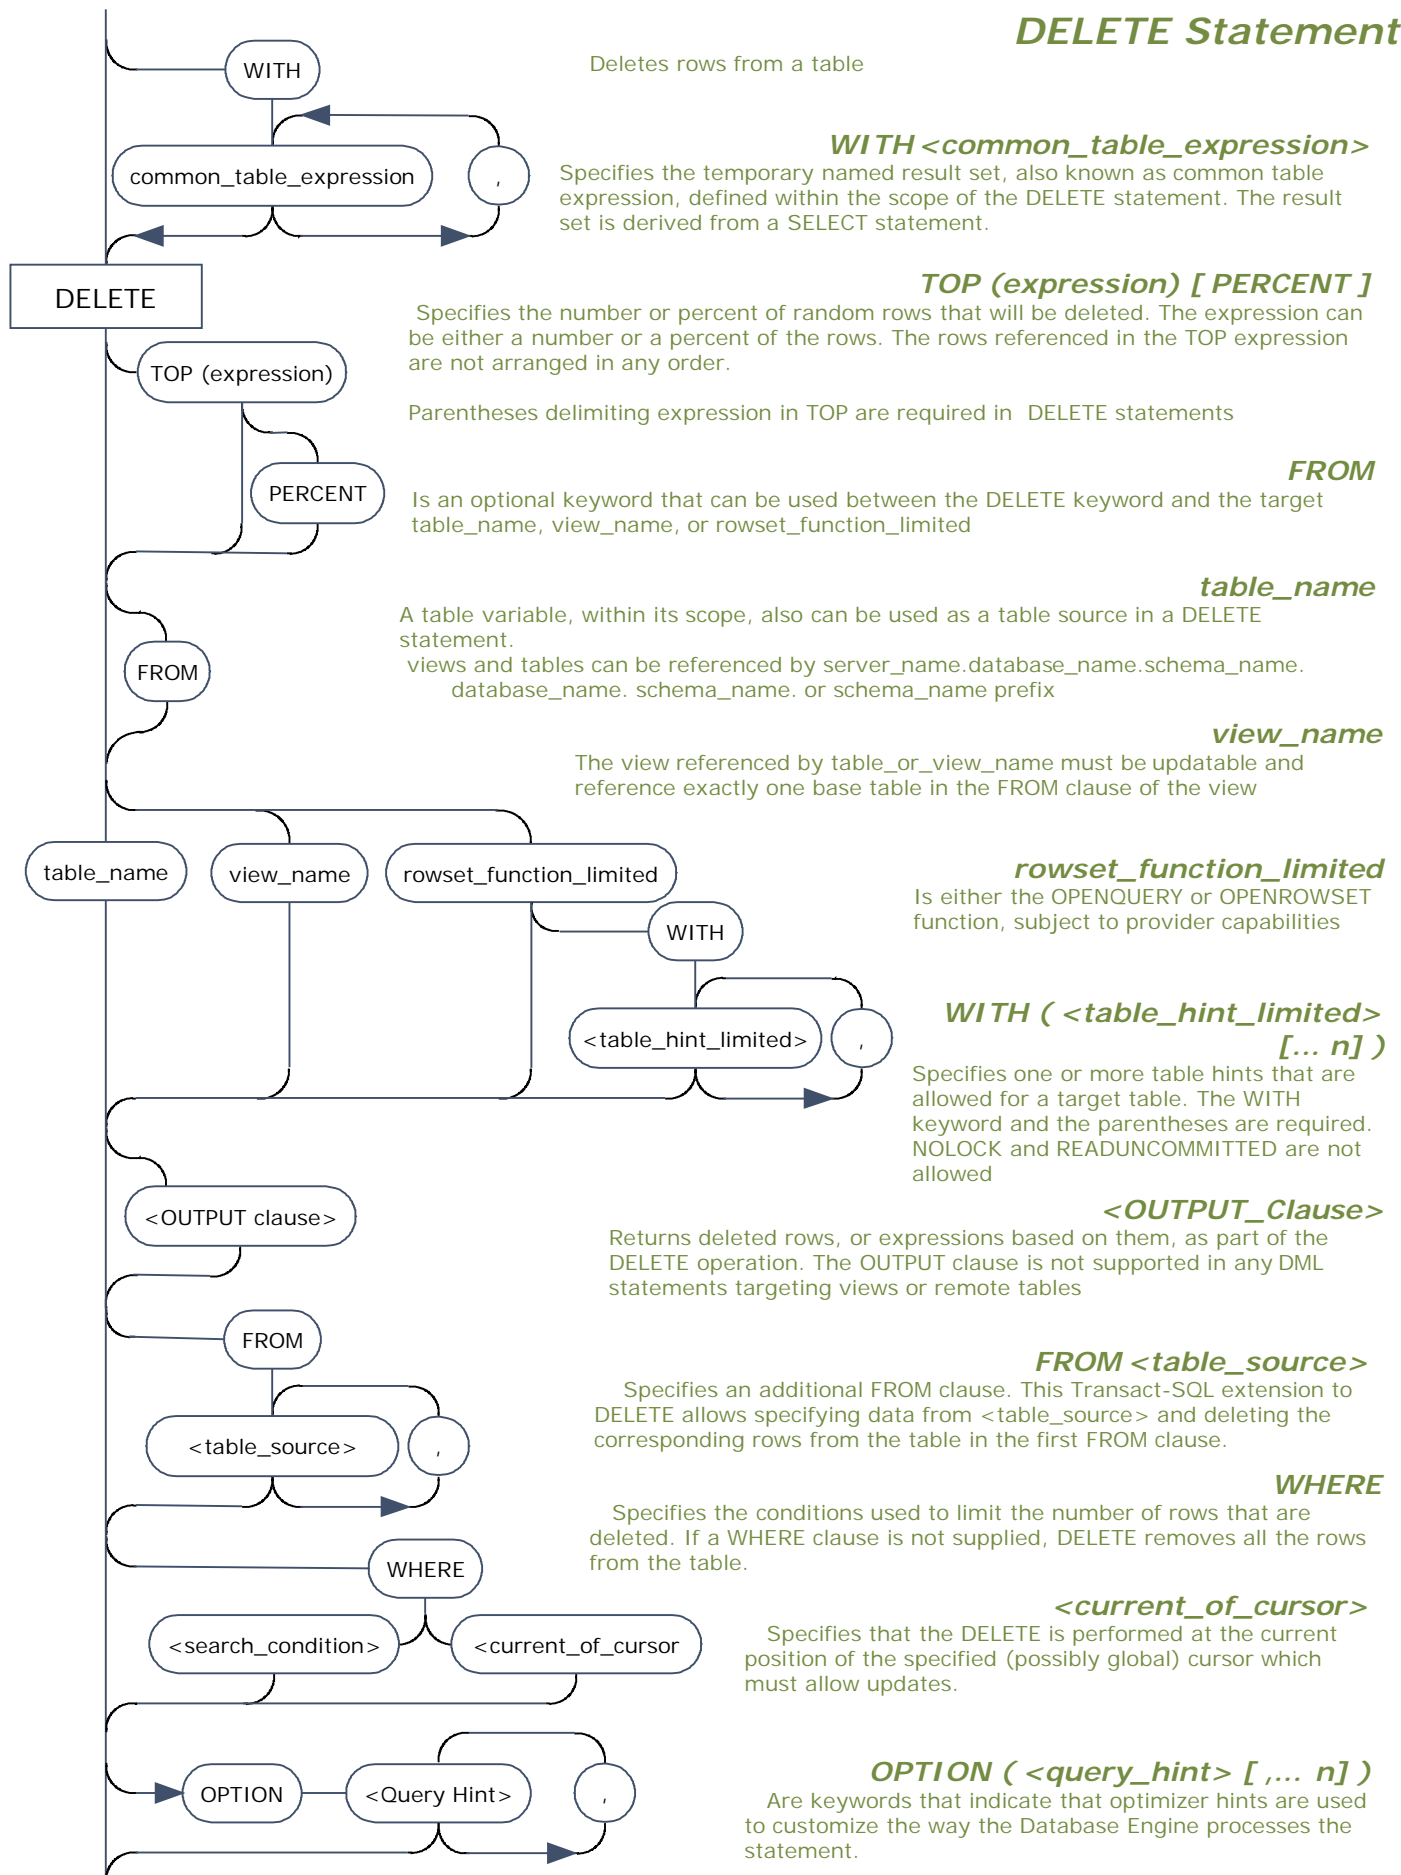 DELETE Statement
WITH
Deletes rows from a table
WITH <common_table_expression>
common_table_expression
,
Specifies the temporary named result set, also known as common table
expression, defined within the scope of the DELETE statement. The result
set is derived from a SELECT statement.
DELETE
TOP (expression) [ PERCENT ]
Specifies the number or percent of random rows that will be deleted. The expression can
be either a number or a percent of the rows. The rows referenced in the TOP expression
are not arranged in any order.
TOP (expression)
Parentheses delimiting expression in TOP are required in DELETE statements
PERCENT
FROM
Is an optional keyword that can be used between the DELETE keyword and the target
table_name, view_name, or rowset_function_limited
table_name
A table variable, within its scope, also can be used as a table source in a DELETE
statement.
views and tables can be referenced by server_name.database_name.schema_name.
database_name. schema_name. or schema_name prefix
FROM
view_name
The view referenced by table_or_view_name must be updatable and
reference exactly one base table in the FROM clause of the view
table_name
view_name
rowset_function_limited
rowset_function_limited
Is either the OPENQUERY or OPENROWSET
function, subject to provider capabilities
WITH
WITH ( <table_hint_limited>
[... n] )
<table_hint_limited>
,
Specifies one or more table hints that are
allowed for a target table. The WITH
keyword and the parentheses are required.
NOLOCK and READUNCOMMITTED are not
allowed
<OUTPUT clause>
<OUTPUT_Clause>
Returns deleted rows, or expressions based on them, as part of the
DELETE operation. The OUTPUT clause is not supported in any DML
statements targeting views or remote tables
FROM
FROM <table_source>
Specifies an additional FROM clause. This Transact-SQL extension to
DELETE allows specifying data from <table_source> and deleting the
corresponding rows from the table in the first FROM clause.
<table_source>
,
WHERE
Specifies the conditions used to limit the number of rows that are
deleted. If a WHERE clause is not supplied, DELETE removes all the rows
from the table.
WHERE
<current_of_cursor>
<search_condition>
<current_of_cursor
Specifies that the DELETE is performed at the current
position of the specified (possibly global) cursor which
must allow updates.
OPTION
<Query Hint>
,
OPTION ( <query_hint> [ ,... n] )
Are keywords that indicate that optimizer hints are used
to customize the way the Database Engine processes the
statement.